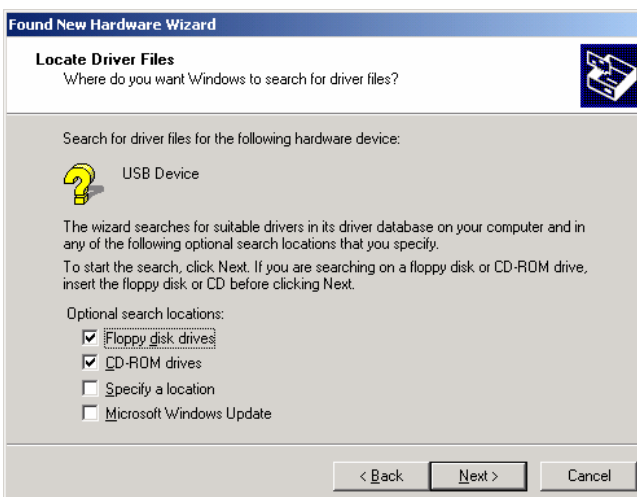 Found New Hardware Wizard
Locate Driver Files
Where do you want Windows to search for driver files?
Search for driver files for the following hardware device:
USB Device
The wizard searches for suitable drivers in its driver database on your computer and in
any of the following optional search locations that you specify.
To start the search, click Next. If you are searching on a floppy disk or CD-ROM drive,
insert the floppy disk or CD before clicking Next.
Optional search locations:
Floppy disk drives
CD-ROM drives
Specify a location
Microsoft Windows Update
< Back Next > Cancel